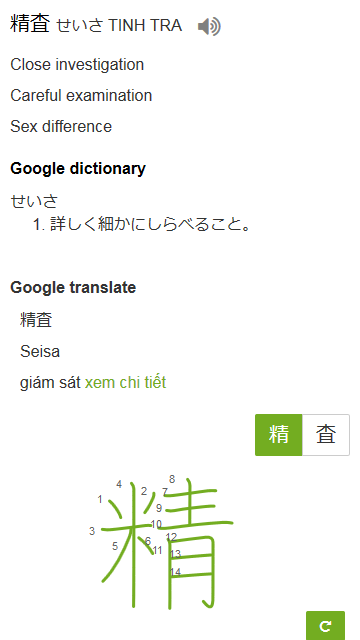 精査 せいさ TINH TRA
Close investigation
Careful examination
Sex difference
Google dictionary
せいさ
1. 詳しく細かにしらべること。
Google translate
精査
Seisa
giám sát xem chi tiết
精 査
精
1 2 3 4 5 6 7 8 9 10 11 12 13 14